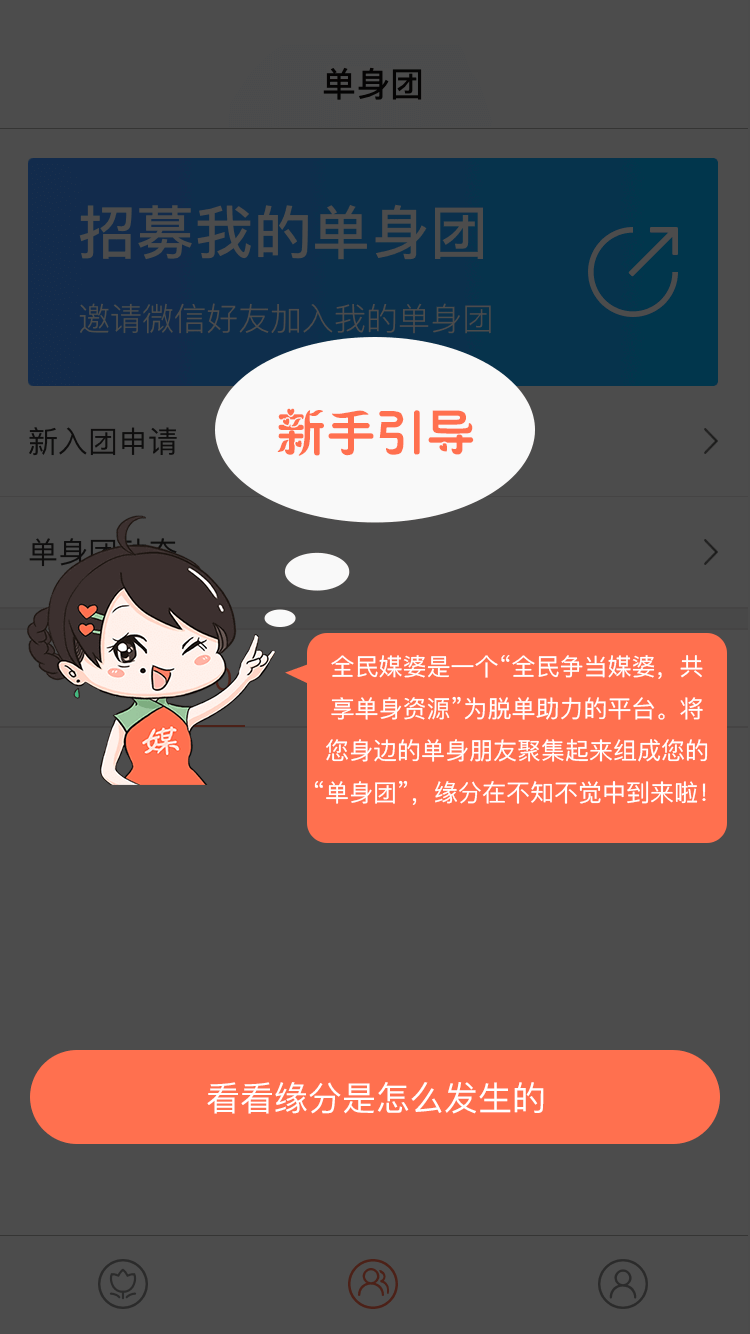 单身团
招募我的单身团
邀请微信好友加入我的单身团
新手引导
新入团申请
单身团动态
全民媒婆是一个“全民争当媒婆，共
享单身资源”为脱单助力的平台。将
您身边的单身朋友聚集起来组成您的
“单身团”，缘分在不知不觉中到来啦！
媒
看看缘分是怎么发生的